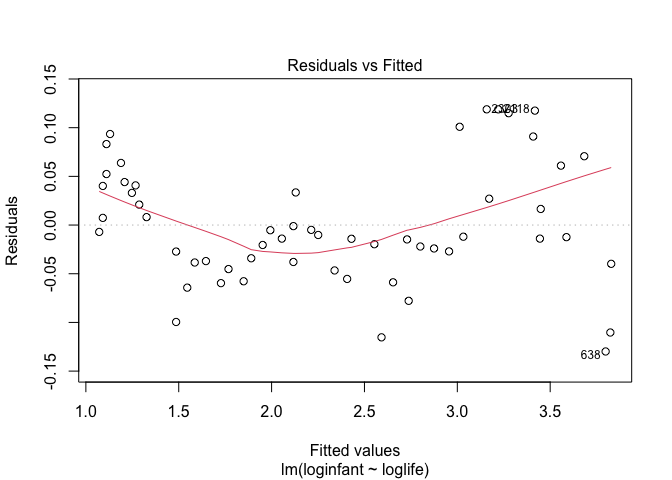 Residuals vs Fitted
Residuals
0.15
0.10
0.05
0.00
-0.05
-0.15
638
1.0 1.5 2.0 2.5 3.0 3.5
Fitted values
lm(loginfant ~ loglife)